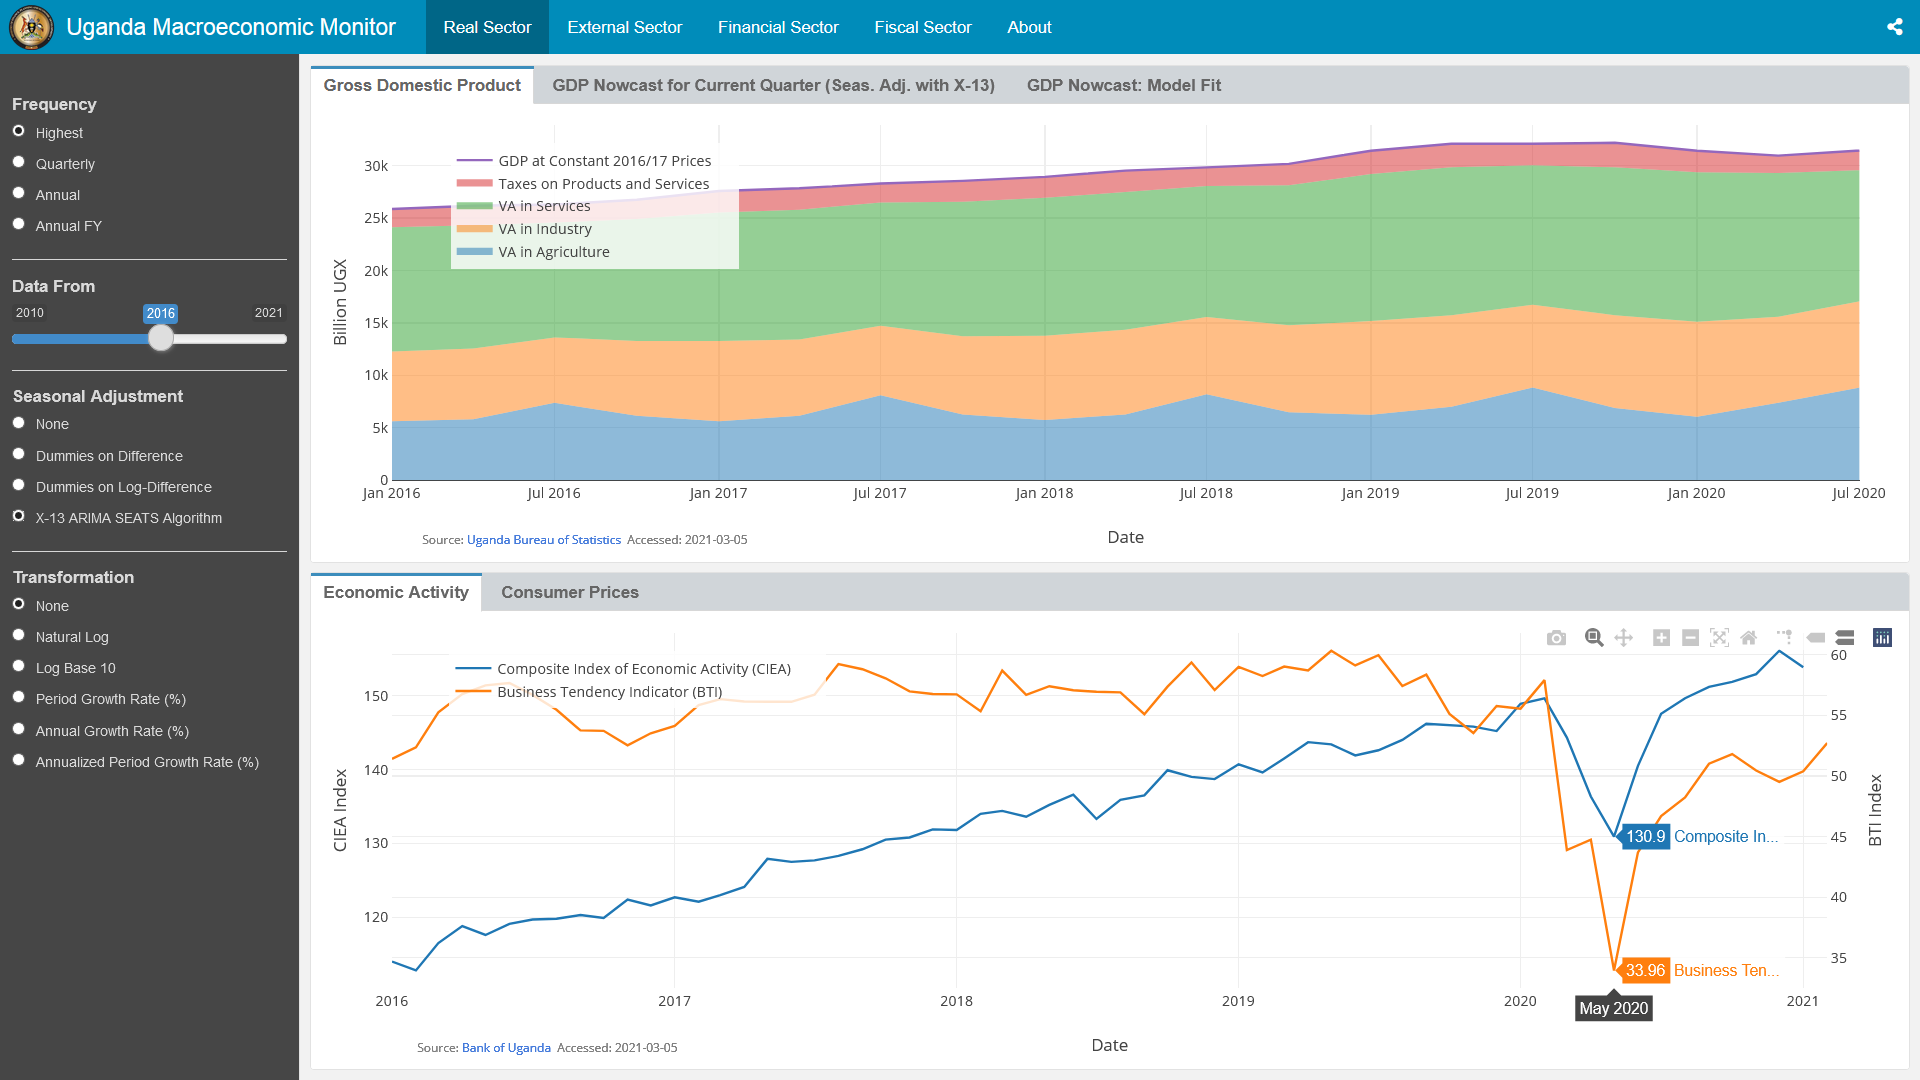 Uganda Macroeconomic Monitor
Real Sector
External Sector
Financial Sector
Fiscal Sector
About
Frequency
Highest
Quarterly
Annual
Annual FY
Data From
2010
2016
2021
Seasonal Adjustment
None
Dummies on Difference
Dummies on Log-Difference
X-13 ARIMA SEATS Algorithm
Transformation
None
Natural Log
Log Base 10
Period Growth Rate (%)
Annual Growth Rate (%)
Annualized Period Growth Rate (%)
Gross Domestic Product
GDP Nowcast for Current Quarter (Seas. Adj. with X-13)
GDP Nowcast: Model Fit
GDP at Constant 2016/17 Prices
Taxes on Products and Services
VA in Services
VA in Industry
VA in Agriculture
Billion UGX
30k
25k
20k
15k
10k
5k
0
Jan 2016
Jul 2016
Jan 2017
Jul 2017
Jan 2018
Jul 2018
Jan 2019
Jul 2019
Jan 2020
Jul 2020
Date
Source: Uganda Bureau of Statistics Accessed: 2021-03-05
Economic Activity
Consumer Prices
Composite Index of Economic Activity (CIEA)
Business Tendency Indicator (BTI)
CIEA Index
150
140
130
120
60
55
50
45
40
35
BTI Index
130.9
Composite In...
33.96
Business Ten...
2016
2017
2018
2019
2020
2021
May 2020
Date
Source: Bank of Uganda Accessed: 2021-03-05